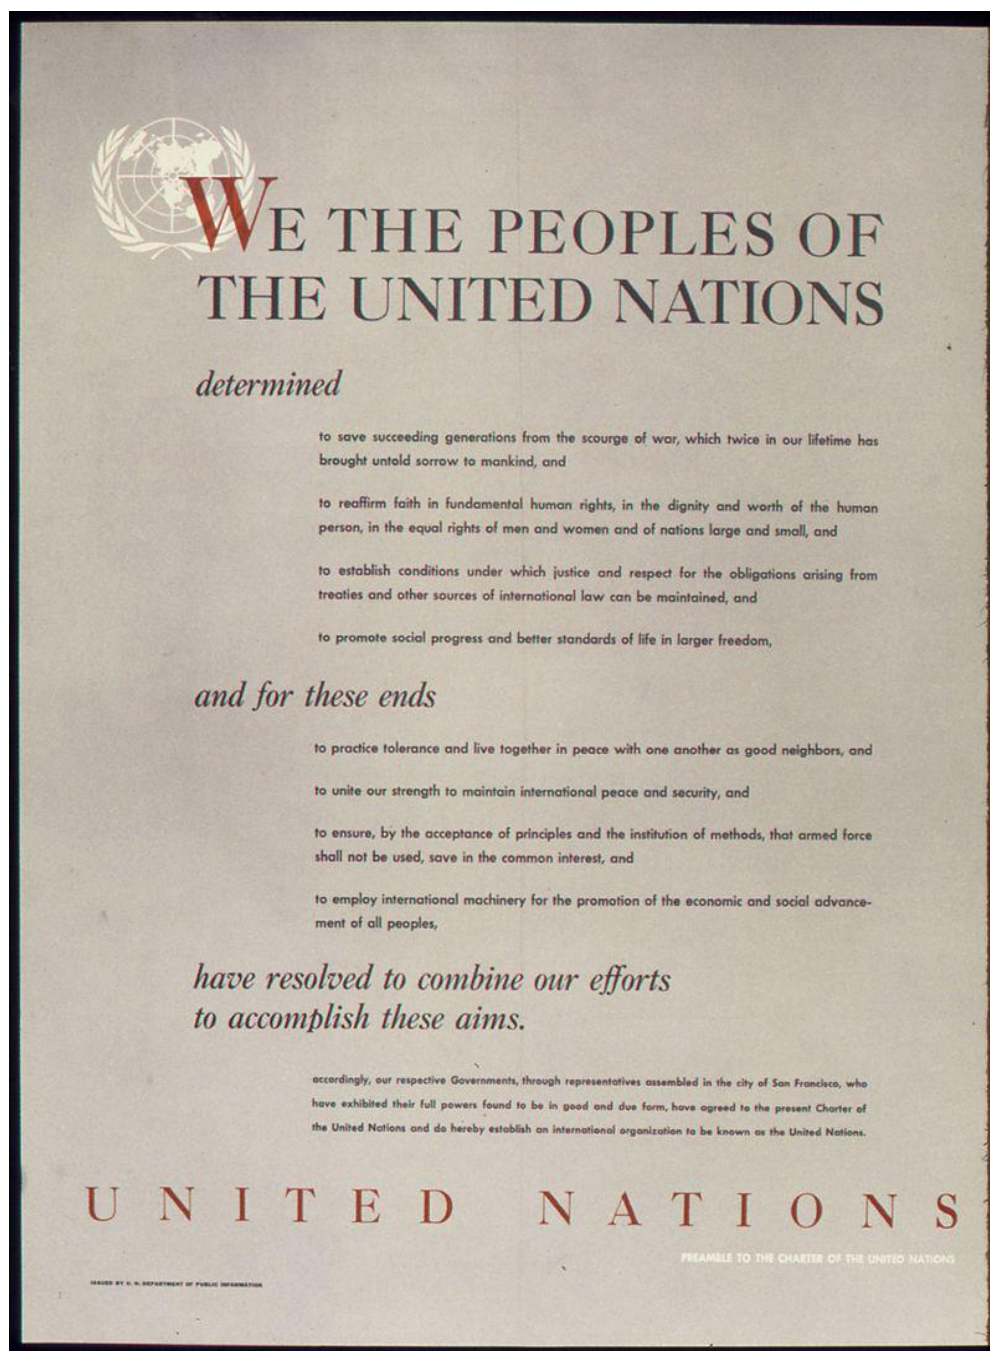 WE THE PEOPLES OF
THE UNITED NATIONS
determined
to save succeeding generations from the scourge of war, which twice in our lifetime has
brought untold sorrow to mankind, and
to reaffirm faith in fundamental human rights, in the dignity and worth of the human
person, in the equal rights of men and women and of nations large and small, and
to establish conditions under which justice and respect for the obligations arising from
treaties and other sources of international law can be maintained, and
to promote social progress and better standards of life in larger freedom,
and for these ends
to practice tolerance and live together in peace with one another as good neighbors, and
to unite our strength to maintain international peace and security, and
to ensure, by the acceptance of principles and the institution of methods, that armed force
shall not be used, save in the common interest, and
to employ international machinery for the promotion of the economic and social advance-
ment of all peoples,
have resolved to combine our efforts
to accomplish these aims.
accordingly, our respective Governments, through representatives assembled in the city of San Francisco, who
have exhibited their full powers found to be in good and due form, have agreed to the present Charter of
the United Nations and do hereby establish an international organization to be known as the United Nations.
UNITED NATIONS
PREAMBLE TO THE CHARTER OF THE UNITED NATIONS
ISSUED BY U. N. DEPARTMENT OF PUBLIC INFORMATION